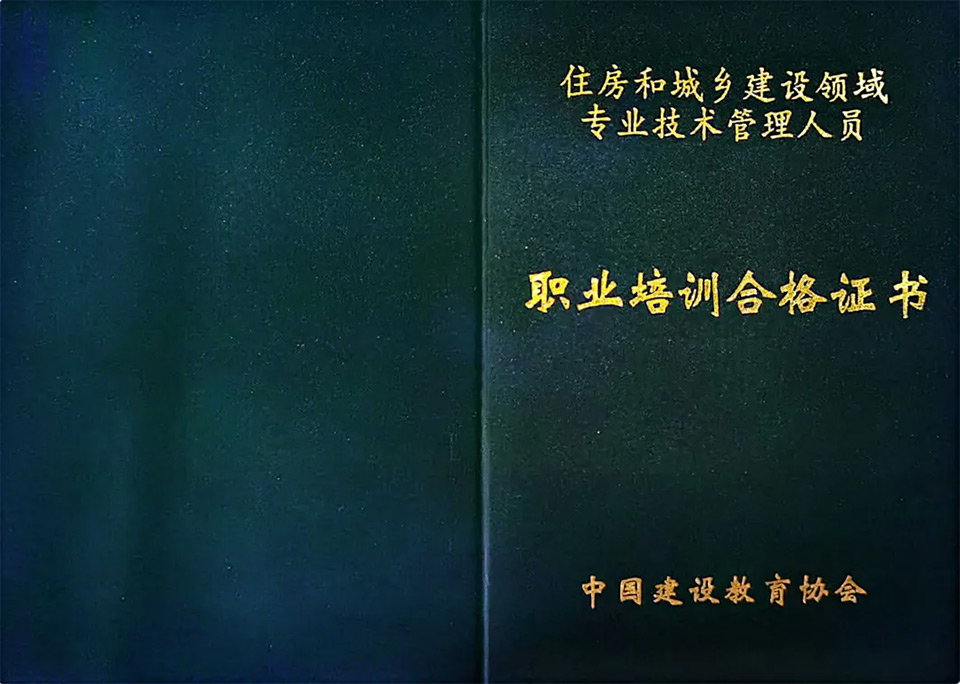 住房和城乡建设领域
专业技术管理人员
职业培训合格证书
中国建设教育协会